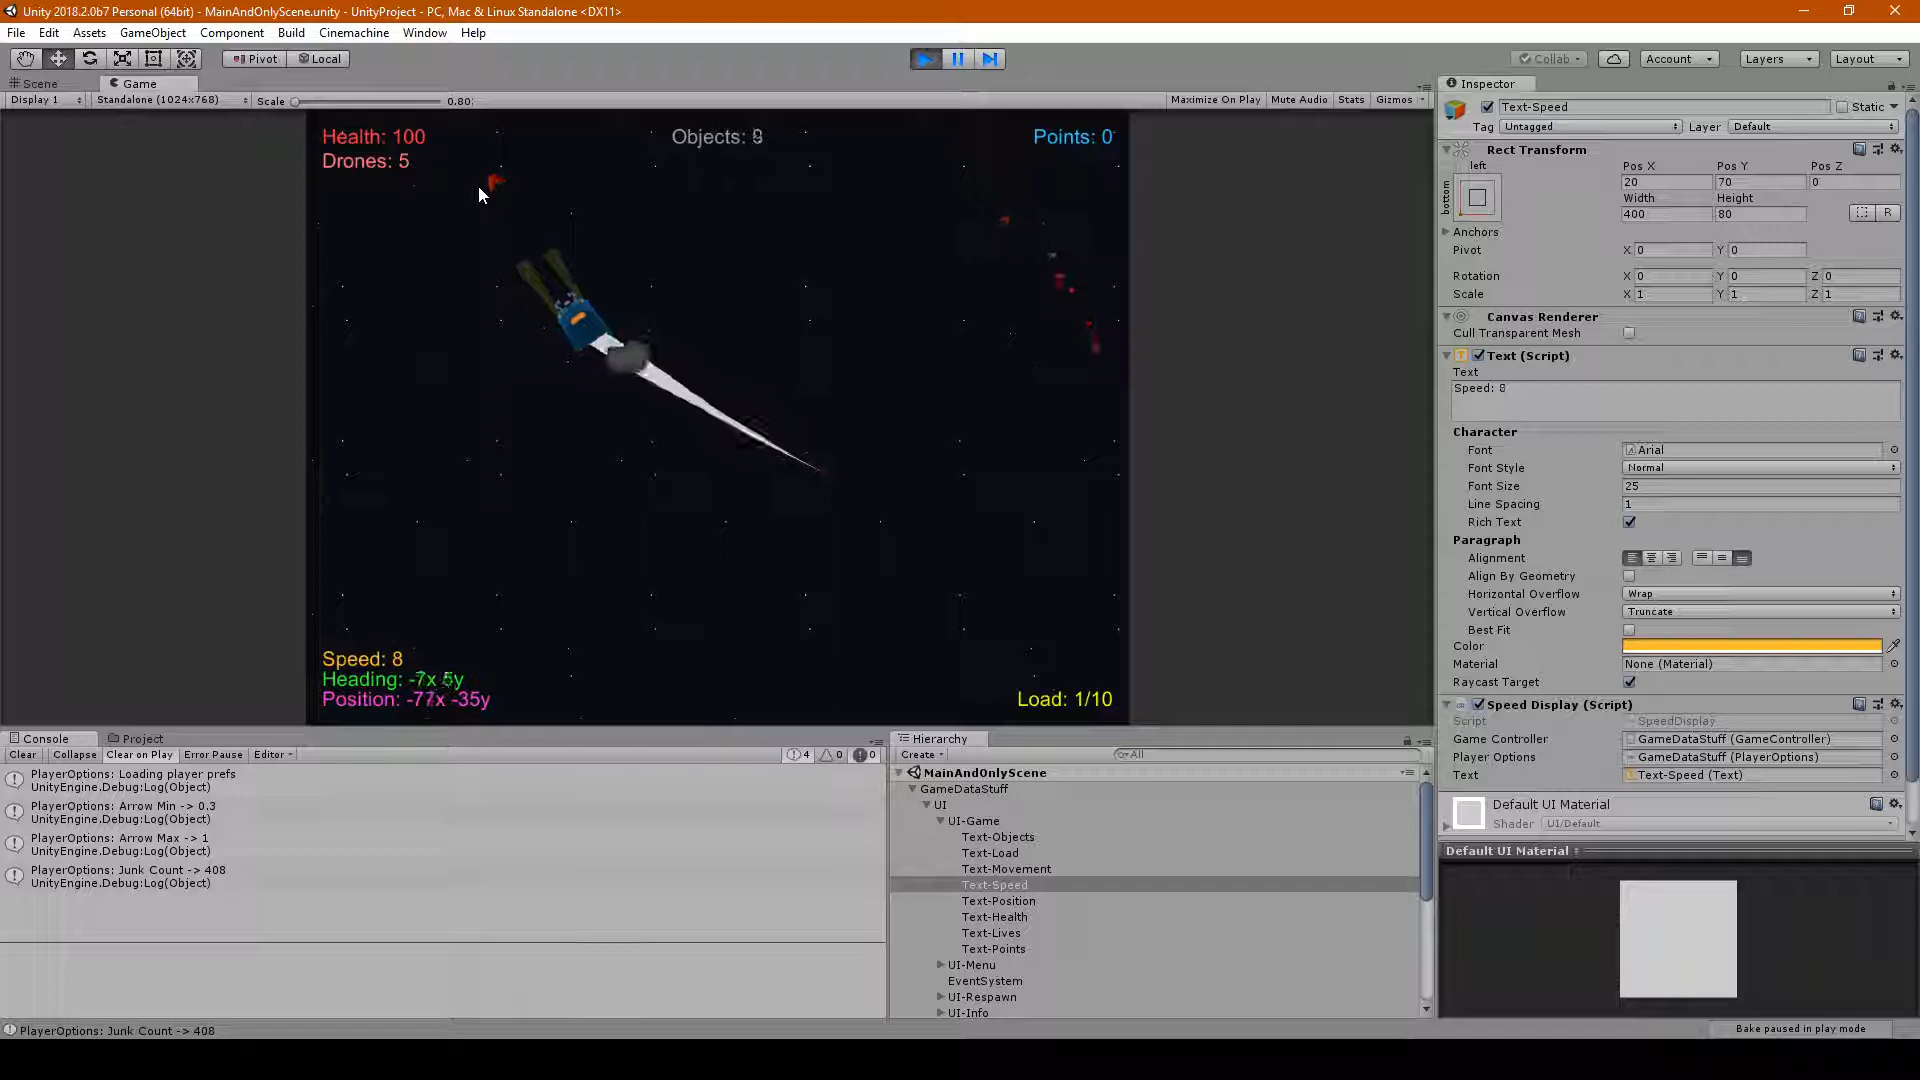 Unity 2018.2.0b7 Personal (64bit) - MainAndOnlyScene.unity - UnityProject - PC, Mac & Linux Standalone <DX11>
File Edit Assets GameObject Component Build Cinemachine Window Help
Pivot Local Collab Account Layers Layout
Scene Game
Display 1 Standalone (1024x768) Scale 0.80 Maximize On Play Mute Audio Stats Gizmos
Health: 100 Objects: Points: 0
Drones: 5
Speed: 8
Heading: -7x 5y
Position: -77x -35y Load: 1/10
Console Project
Clear Collapse Clear on Play Error Pause Editor 4 0 0
PlayerOptions: Loading player prefs
UnityEngine.Debug:Log(Object)
PlayerOptions: Arrow Min -> 0.3
UnityEngine.Debug:Log(Object)
PlayerOptions: Arrow Max -> 1
UnityEngine.Debug:Log(Object)
PlayerOptions: Junk Count -> 408
UnityEngine.Debug:Log(Object)
PlayerOptions: Junk Count -> 408
Hierarchy
Create All
MainAndOnlyScene
GameDataStuff
UI
UI-Game
Text-Objects
Text-Load
Text-Movement
Text-Speed
Text-Position
Text-Health
Text-Lives
Text-Points
UI-Menu
EventSystem
UI-Respawn
UI-Info
Inspector
Text-Speed Static
Tag Untagged Layer Default
Rect Transform
left Pos X Pos Y Pos Z
bottom 20 70 0
Width Height
400 80 R
Anchors
Pivot X 0 Y 0
Rotation X 0 Y 0 Z 0
Scale X 1 Y 1 Z 1
Canvas Renderer
Cull Transparent Mesh
Text (Script)
Text
Speed: 8
Character
Font Arial
Font Style Normal
Font Size 25
Line Spacing 1
Rich Text
Paragraph
Alignment
Align By Geometry
Horizontal Overflow Wrap
Vertical Overflow Truncate
Best Fit
Color
Material None (Material)
Raycast Target
Speed Display (Script)
Script SpeedDisplay
Game Controller GameDataStuff (GameController)
Player Options GameDataStuff (PlayerOptions)
Text Text-Speed (Text)
Default UI Material
Shader UI/Default
Default UI Material
Bake paused in play mode